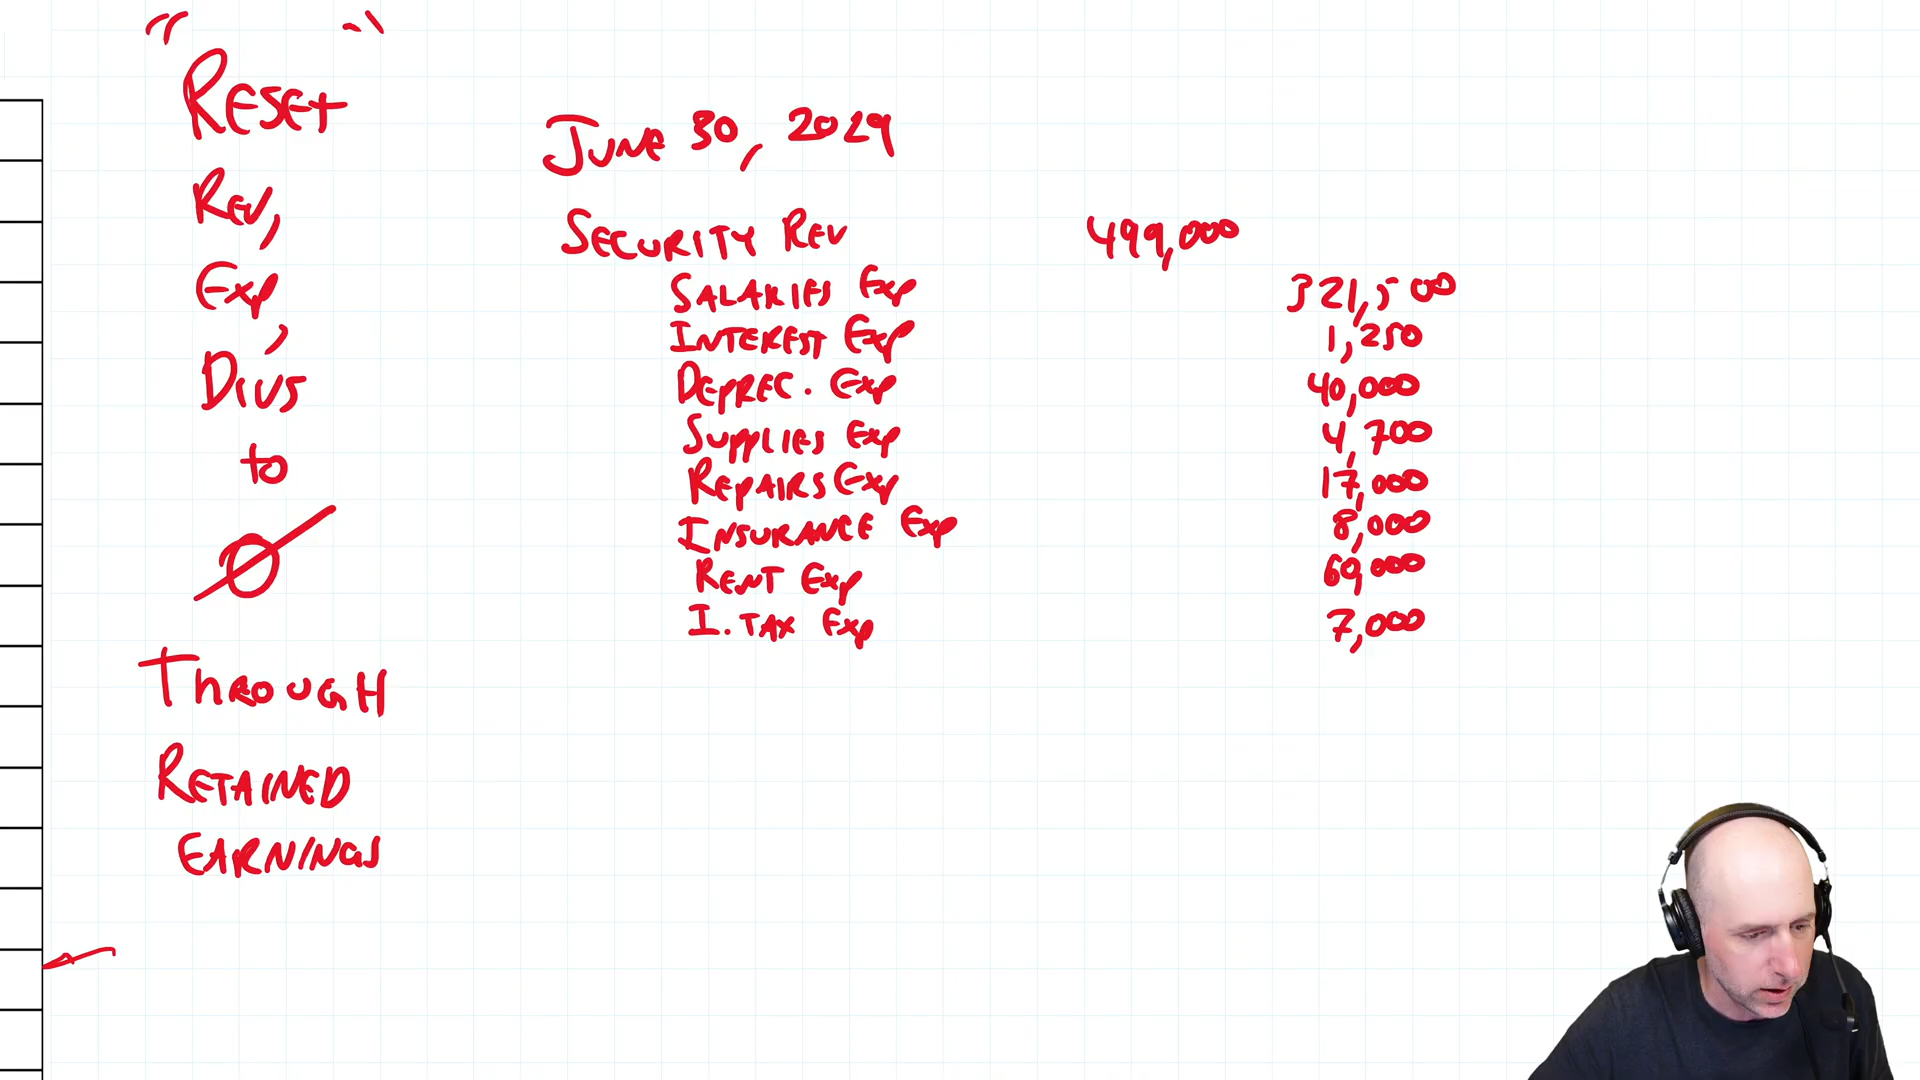 "RESET"
REV,
EXP,
DIVS
to
Ø
THROUGH
RETAINED
EARNINGS
JUNE 30, 2029
SECURITY REV 499,000
SALARIES EXP 321,500
INTEREST EXP 1,250
DEPREC. EXP 40,000
SUPPLIES EXP 4,700
REPAIRS EXP 17,000
INSURANCE EXP 8,000
RENT EXP 60,000
I. TAX EXP 7,000